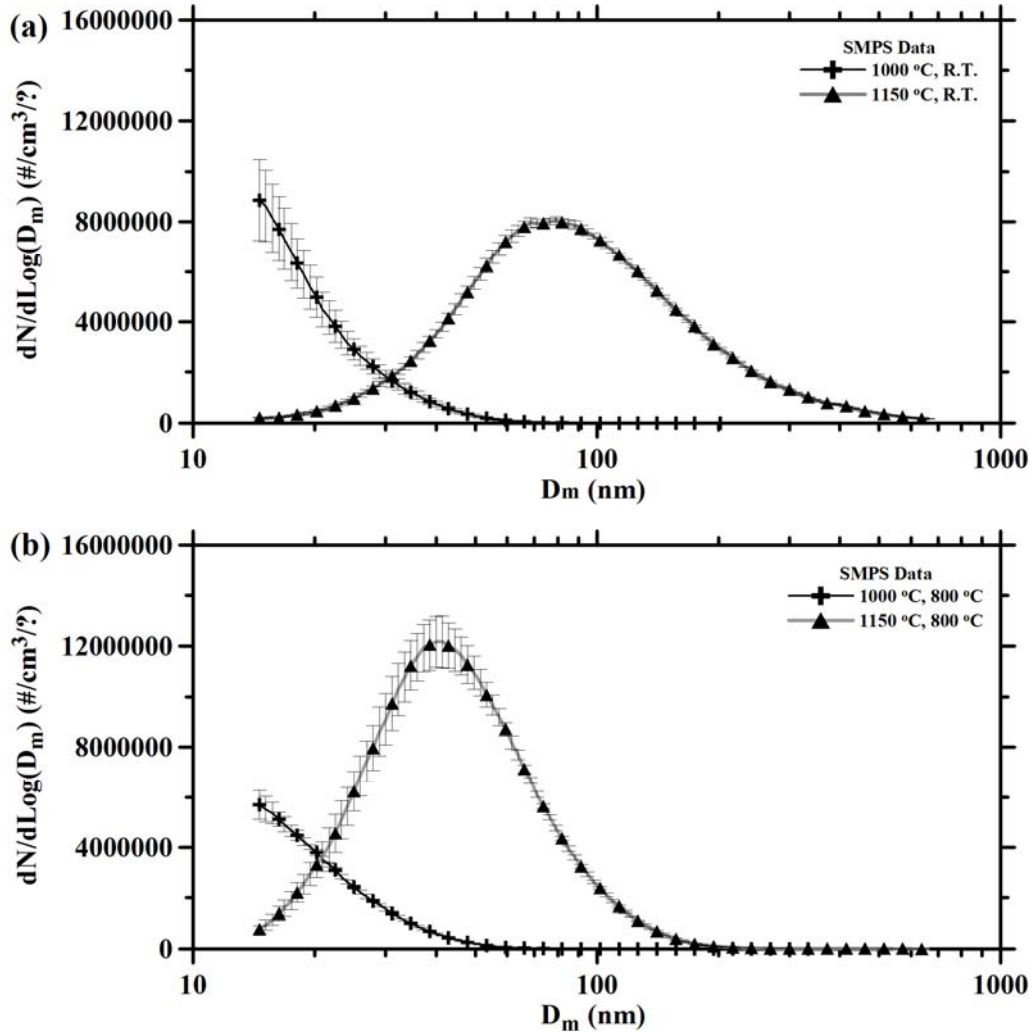 (a)
16000000
12000000
8000000
4000000
0
dN/dLog(Dm) (#/cm3/?)
SMPS Data
1000 oC, R.T.
1150 oC, R.T.
10 100 1000
Dm (nm)
(b)
16000000
12000000
8000000
4000000
0
dN/dLog(Dm) (#/cm3/?)
SMPS Data
1000 oC, 800 oC
1150 oC, 800 oC
10 100 1000
Dm (nm)